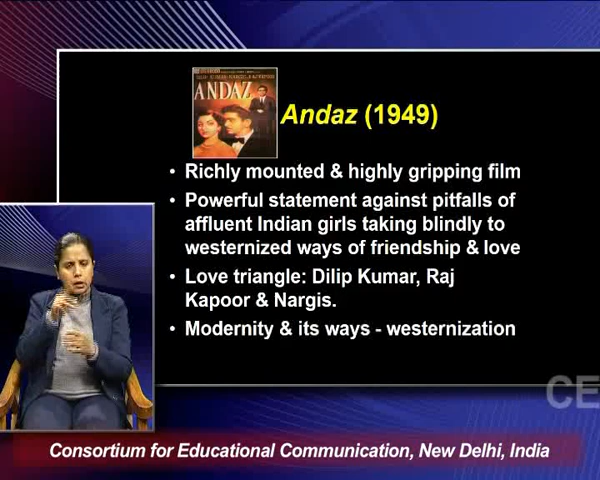 ANDAZ
Andaz (1949)
• Richly mounted & highly gripping film
• Powerful statement against pitfalls of
affluent Indian girls taking blindly to
westernized ways of friendship & love
• Love triangle: Dilip Kumar, Raj
Kapoor & Nargis.
• Modernity & its ways - westernization
CE
Consortium for Educational Communication, New Delhi, India